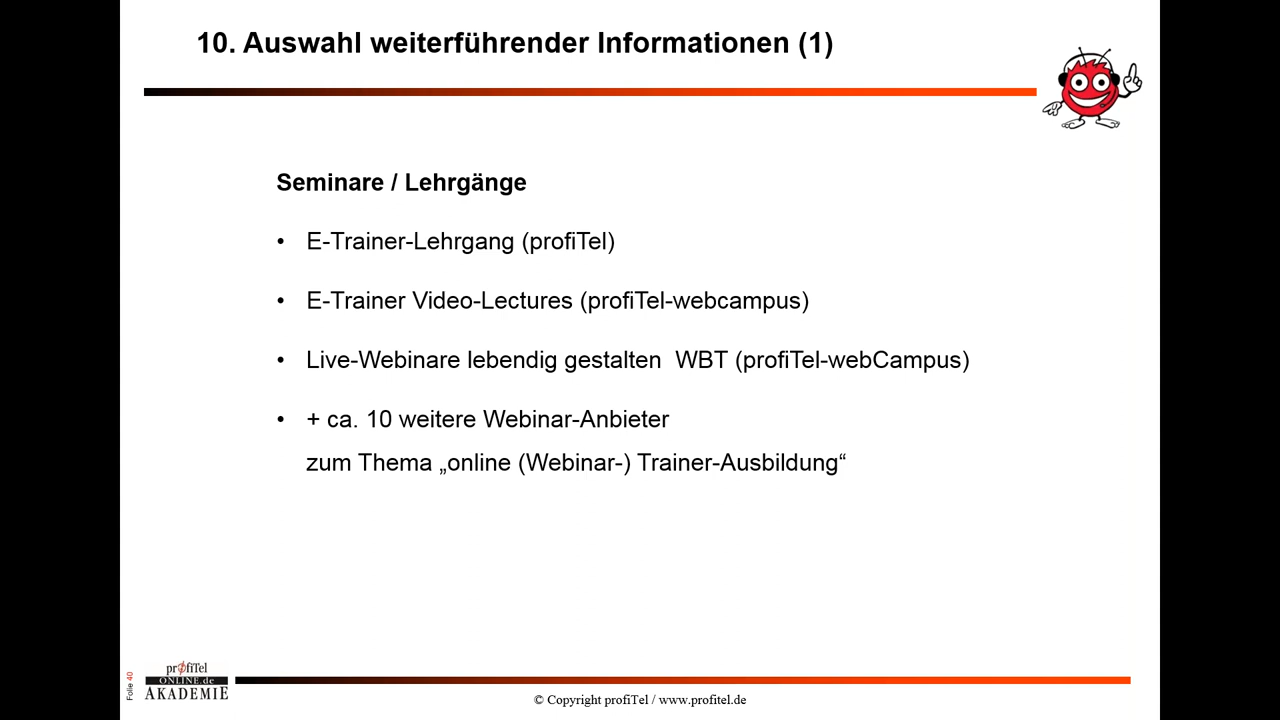 10. Auswahl weiterführender Informationen (1)
Seminare / Lehrgänge
• E-Trainer-Lehrgang (profiTel)
• E-Trainer Video-Lectures (profiTel-webcampus)
• Live-Webinare lebendig gestalten  WBT (profiTel-webCampus)
• + ca. 10 weitere Webinar-Anbieter
zum Thema „online (Webinar-) Trainer-Ausbildung“
Folie 40
profiTel
ONLINE.de
AKADEMIE
© Copyright profiTel / www.profitel.de